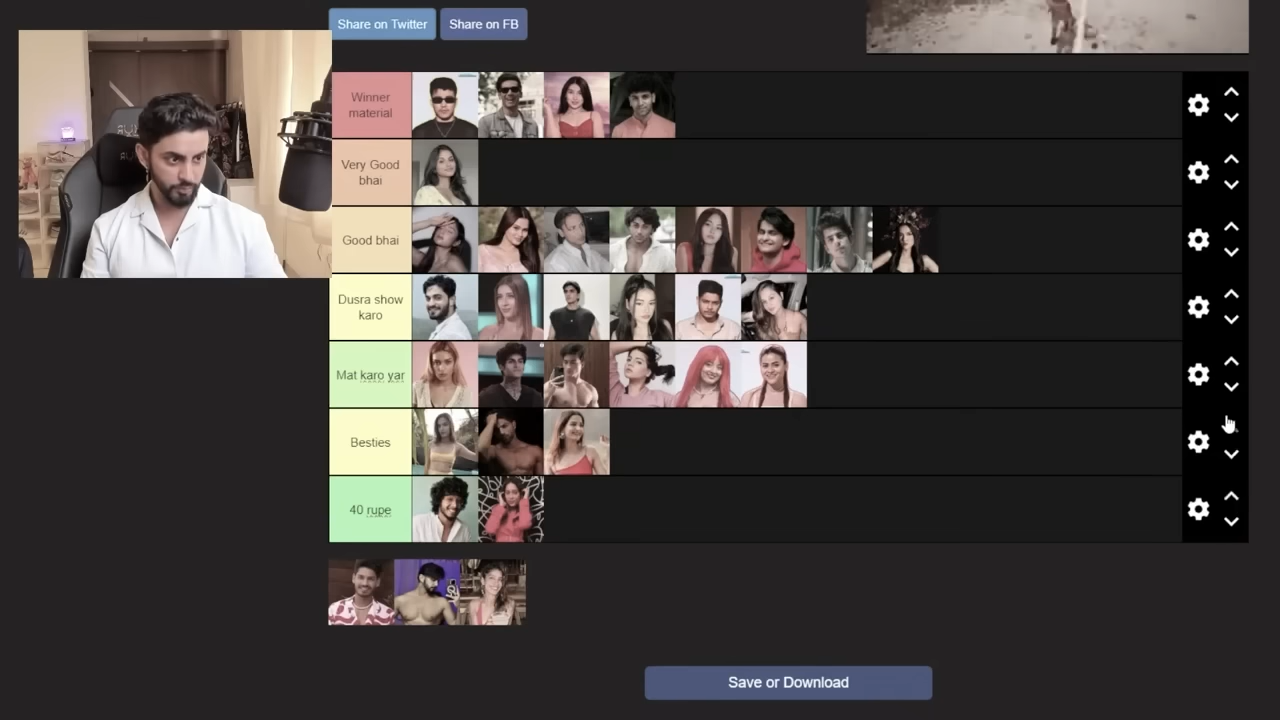 Share on Twitter
Share on FB
Winner
material
Very Good
bhai
Good bhai
Dusra show
karo
Mat karo yar
Besties
40 rupe
Save or Download